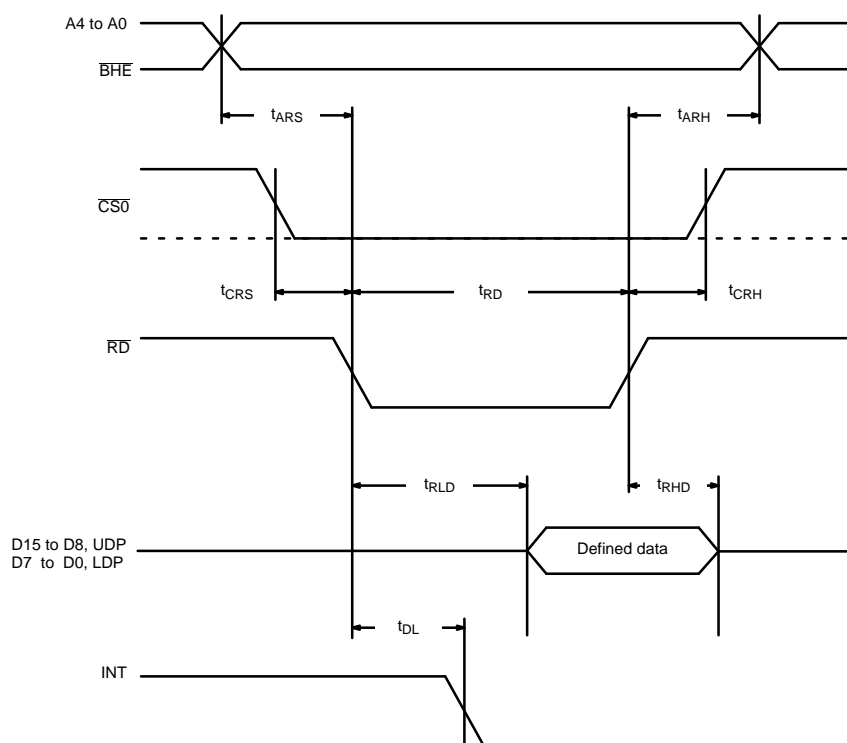 A4 to A0
BHE
tARS
tARH
CS0
tCRS
tRD
tCRH
RD
tRLD
tRHD
D15 to D8, UDP
D7 to D0, LDP
Defined data
tDL
INT